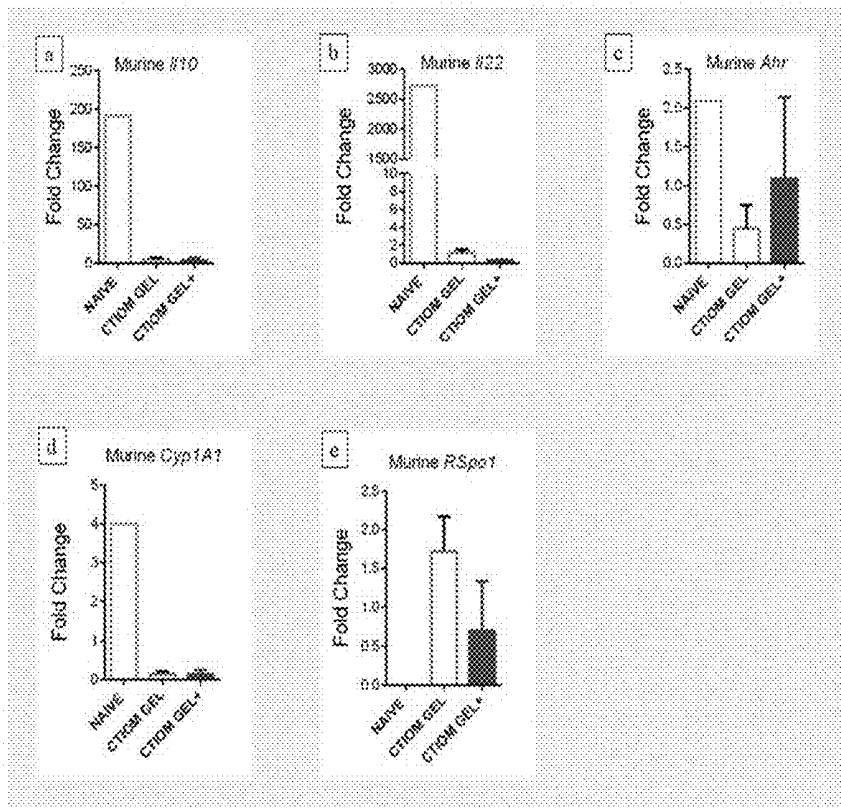 a
Murine Il10
Fold Change
250
200
150
100
50
0
NAIVE
CTIOM GEL
CTIOM GEL+
b
Murine Il22
Fold Change
3000
2500
2000
1500
10
8
6
4
2
0
NAIVE
CTIOM GEL
CTIOM GEL+
c
Murine Ahr
Fold Change
2.5
2.0
1.5
1.0
0.5
0.0
NAIVE
CTIOM GEL
CTIOM GEL+
d
Murine Cyp1A1
Fold Change
5
4
3
2
1
0
NAIVE
CTIOM GEL
CTIOM GEL+
e
Murine RSpo1
Fold Change
2.5
2.0
1.5
1.0
0.5
0.0
NAIVE
CTIOM GEL
CTIOM GEL+